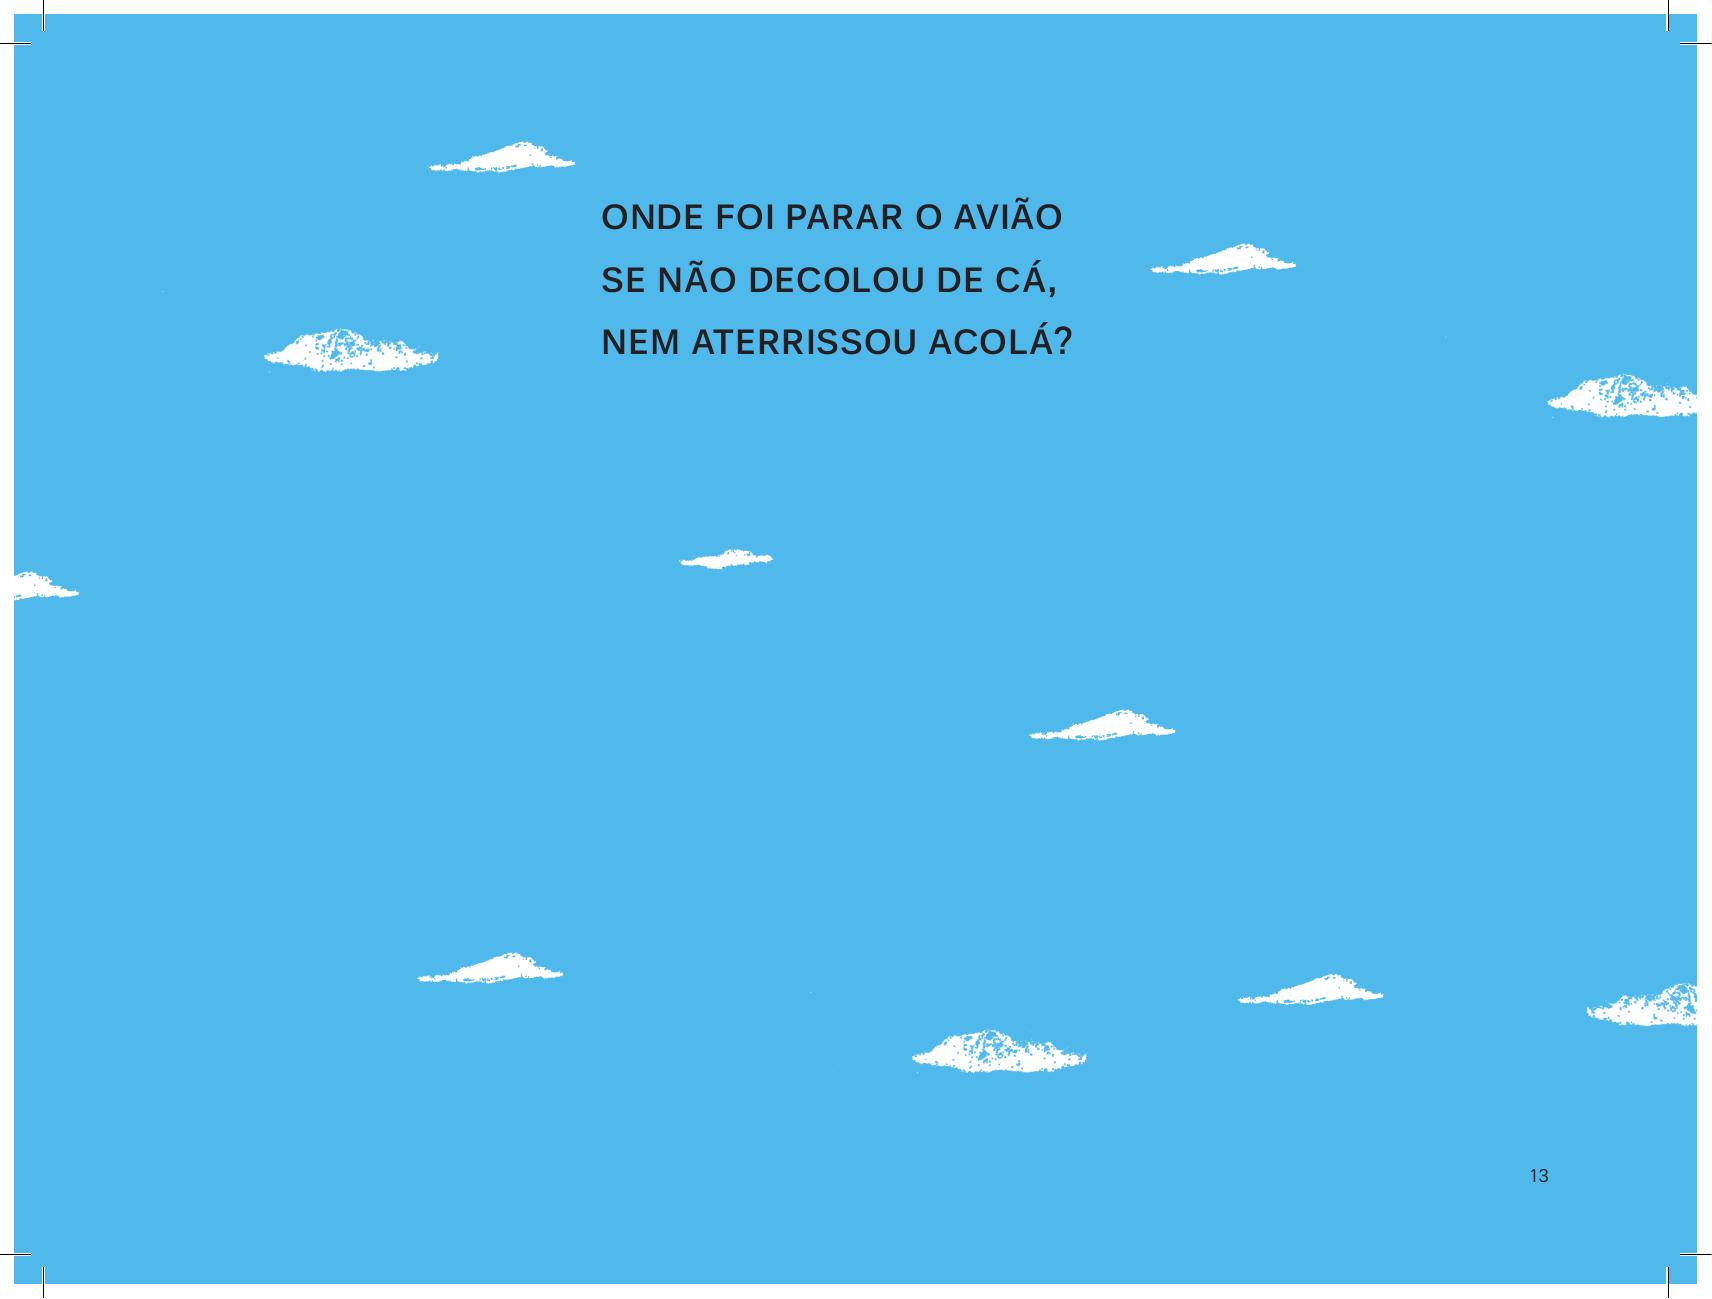 ONDE FOI PARAR O AVIÃO
SE NÃO DECOLOU DE CÁ,
NEM ATERRISSOU ACOLÁ?
13